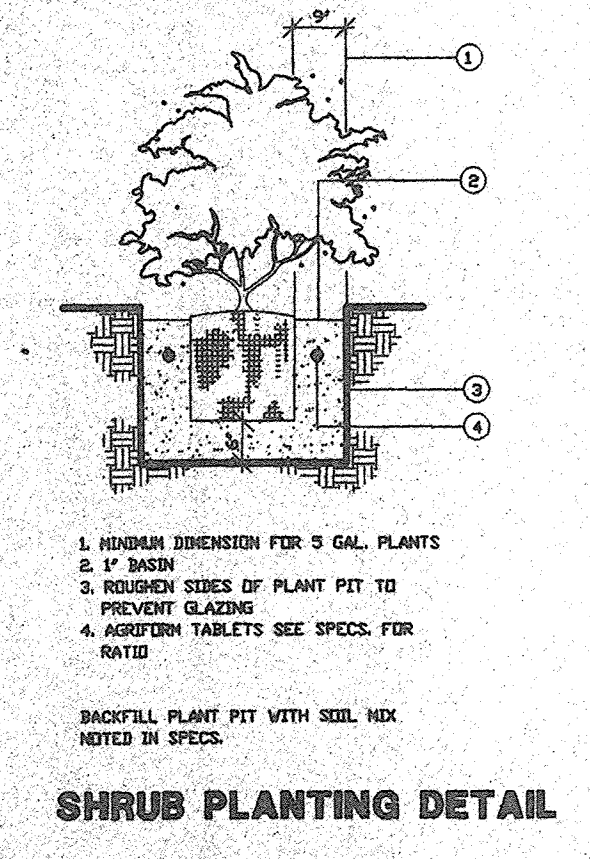 9"
1
2
3
4
6"
1. MINIMUM DIMENSION FOR 5 GAL. PLANTS
2. 1" BASIN
3. ROUGHEN SIDES OF PLANT PIT TO
PREVENT GLAZING
4. AGRIFORM TABLETS SEE SPECS. FOR
RATIO
BACKFILL PLANT PIT WITH SOIL MIX
NOTED IN SPECS.
SHRUB PLANTING DETAIL